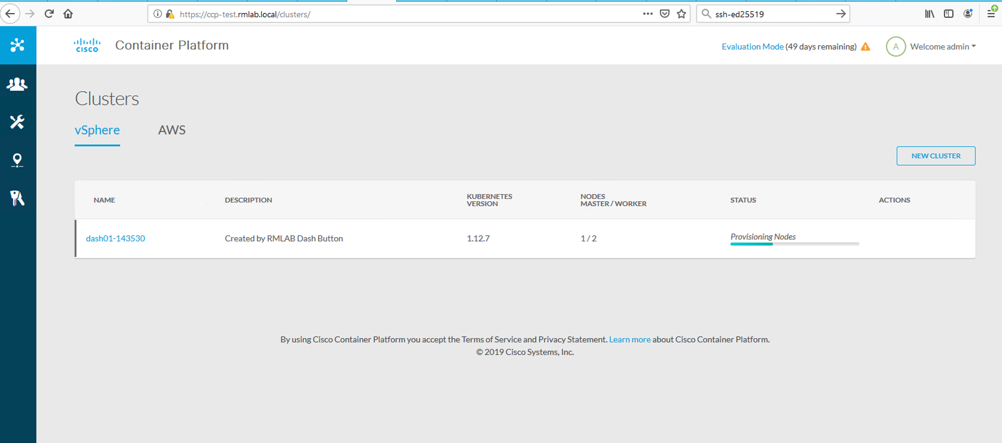 https://ccp-test.rmlab.local/clusters/
ssh-ed25519
CISCO
Container Platform
Evaluation Mode (49 days remaining)
A
Welcome admin
Clusters
vSphere
AWS
NEW CLUSTER
NAME
DESCRIPTION
KUBERNETES
VERSION
NODES
MASTER / WORKER
STATUS
ACTIONS
dash01-143530
Created by RMLAB Dash Button
1.12.7
1 / 2
Provisioning Nodes
By using Cisco Container Platform you accept the Terms of Service and Privacy Statement. Learn more about Cisco Container Platform.
© 2019 Cisco Systems, Inc.